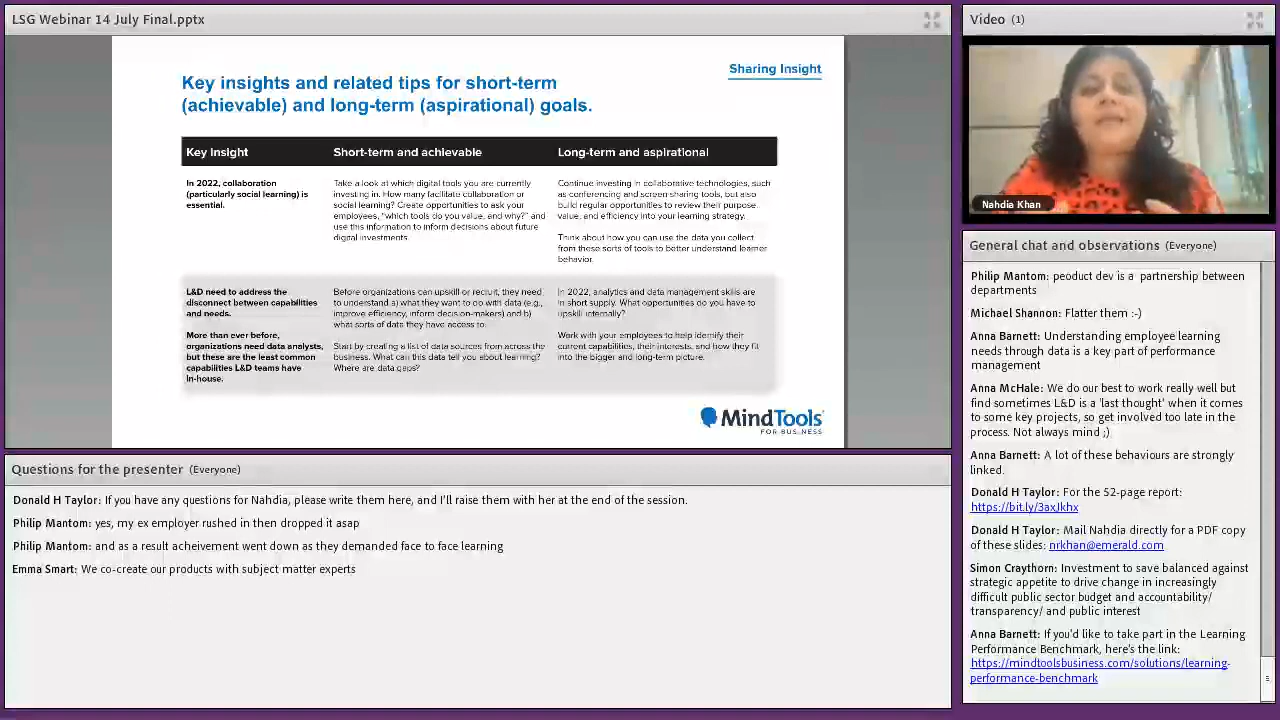 LSG Webinar 14 July Final.pptx
Sharing Insight
Key insights and related tips for short-term
(achievable) and long-term (aspirational) goals.
Key insight
Short-term and achievable
Long-term and aspirational
In 2022, collaboration
(particularly social learning) is
essential.
Take a look at which digital tools you are currently
investing in. How many facilitate collaboration or
social learning? Create opportunities to ask your
employees, "which tools do you value, and why?" and
use this information to inform decisions about future
digital investments.
Continue investing in collaborative technologies, such
as conferencing and screen-sharing tools, but also
build regular opportunities to review their purpose,
value, and efficiency into your learning strategy.
Think about how you can use the data you collect
from these sorts of tools to better understand learner
behavior.
L&D need to address the
disconnect between capabilities
and needs.
More than ever before,
organizations need data analysts,
but these are the least common
capabilities L&D teams have
in-house.
Before organizations can upskill or recruit, they need
to understand a) what they want to do with data (e.g.,
improve efficiency, inform decision-makers) and b)
what sorts of data they have access to.
Start by creating a list of data sources from across the
business. What can this data tell you about learning?
Where are data gaps?
In 2022, analytics and data management skills are
in short supply. What opportunities do you have to
upskill internally?
Work with your employees to help identify their
current capabilities, their interests, and how they fit
into the bigger and long-term picture.
MindTools
FOR BUSINESS
Video (1)
Nahdia Khan
General chat and observations (Everyone)
Philip Mantom: peoduct dev is a partnership between
departments
Michael Shannon: Flatter them :-)
Anna Barnett: Understanding employee learning
needs through data is a key part of performance
management
Anna McHale: We do our best to work really well but
find sometimes L&D is a 'last thought' when it comes
to some key projects, so get involved too late in the
process. Not always mind ;)
Anna Barnett: A lot of these behaviours are strongly
linked.
Donald H Taylor: For the 52-page report:
https://bit.ly/3axJkhx
Donald H Taylor: Mail Nahdia directly for a PDF copy
of these slides: nrkhan@emerald.com
Simon Craythorn: Investment to save balanced against
strategic appetite to drive change in increasingly
difficult public sector budget and accountability/
transparency/ and public interest
Anna Barnett: If you'd like to take part in the Learning
Performance Benchmark, here's the link:
https://mindtoolsbusiness.com/solutions/learning-
performance-benchmark
Questions for the presenter (Everyone)
Donald H Taylor: If you have any questions for Nahdia, please write them here, and I'll raise them with her at the end of the session.
Philip Mantom: yes, my ex employer rushed in then dropped it asap
Philip Mantom: and as a result acheivement went down as they demanded face to face learning
Emma Smart: We co-create our products with subject matter experts